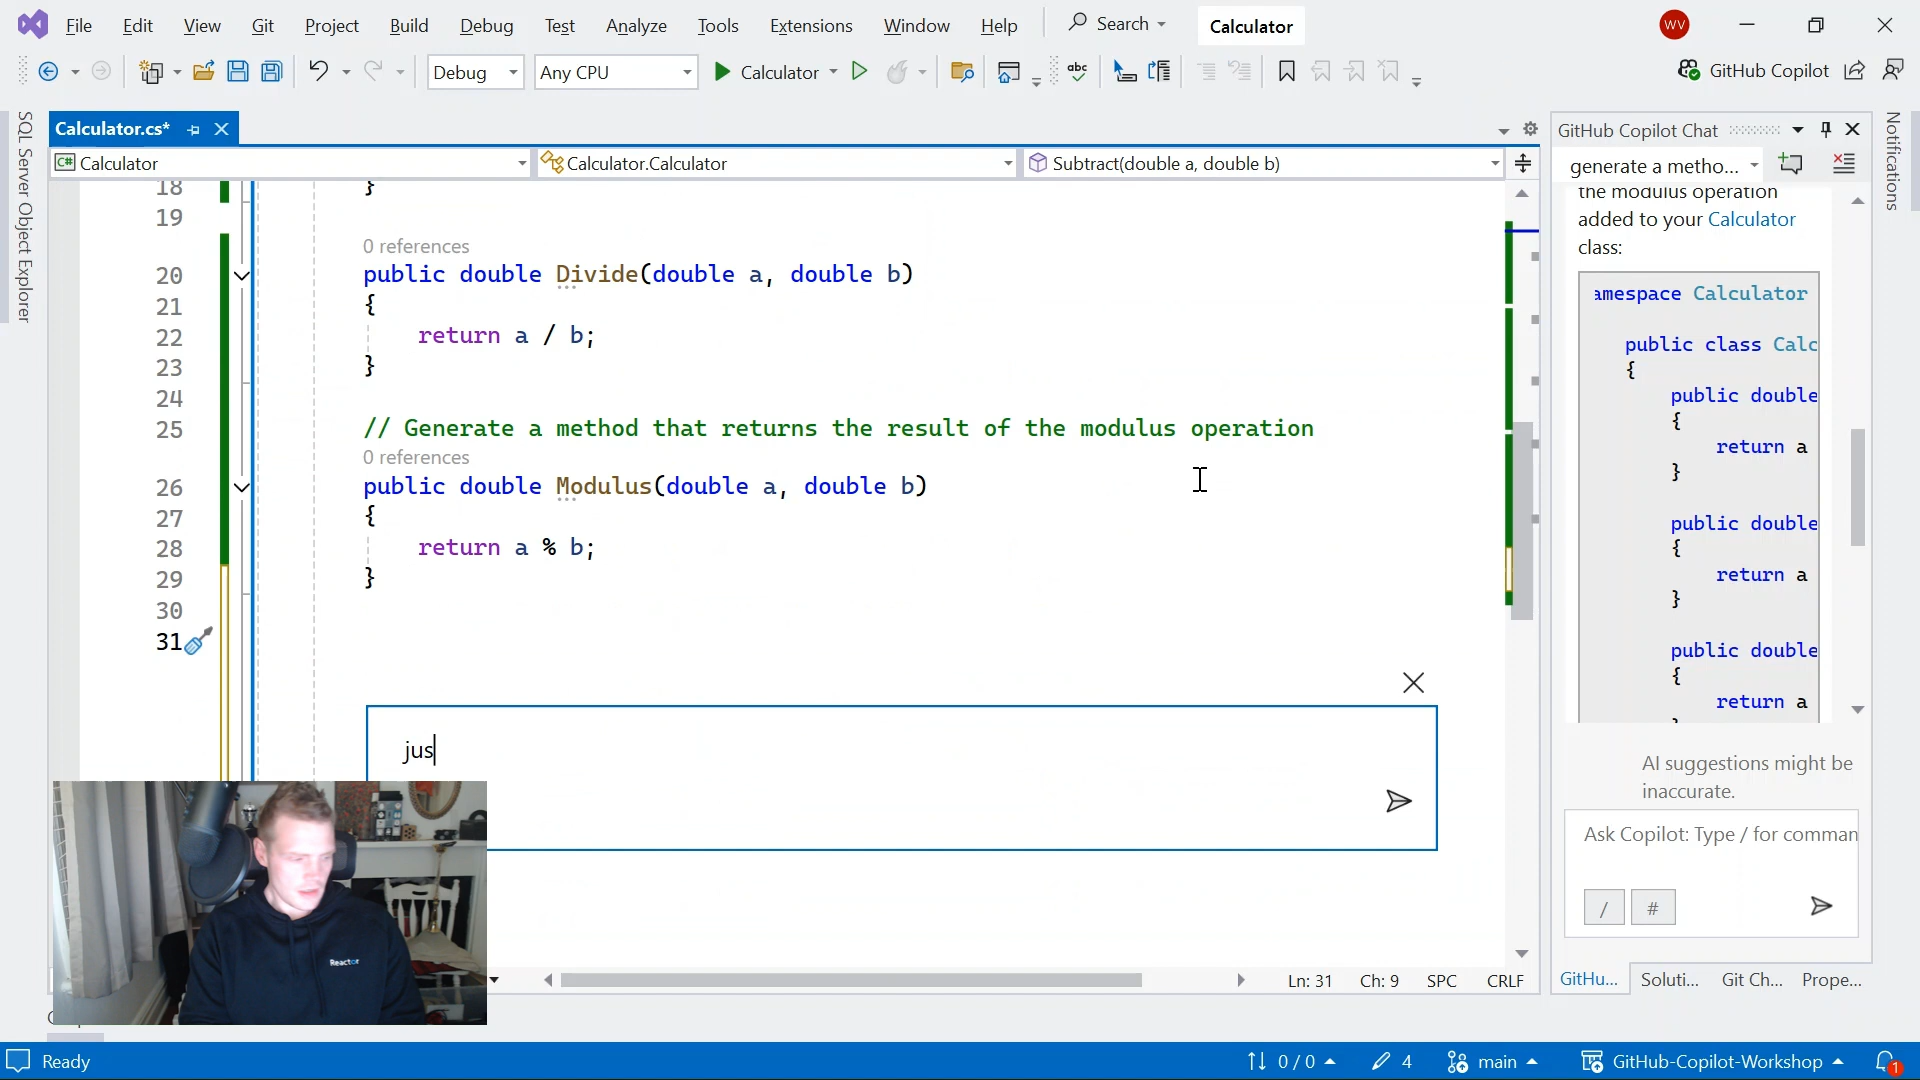 File Edit View Git Project Build Debug Test Analyze Tools Extensions Window Help Search Calculator WV
Debug Any CPU Calculator abc GitHub Copilot
SQL Server Object Explorer
Calculator.cs*
C# Calculator Calculator.Calculator Subtract(double a, double b)
18 }
19
0 references
20 public double Divide(double a, double b)
21 {
22 return a / b;
23 }
24
25 // Generate a method that returns the result of the modulus operation
0 references
26 public double Modulus(double a, double b)
27 {
28 return a % b;
29 }
30
31
jus
Reactor
Ln: 31 Ch: 9 SPC CRLF
GitHub Copilot Chat
generate a metho...
the modulus operation
added to your Calculator
class:
amespace Calculator
public class Calc
{
public double
{
return a
}
public double
{
return a
}
public double
{
return a
AI suggestions might be
inaccurate.
Ask Copilot: Type / for comman
/ #
GitHu... Soluti... Git Ch... Prope...
Notifications
Ready 0 / 0 4 main GitHub-Copilot-Workshop 1